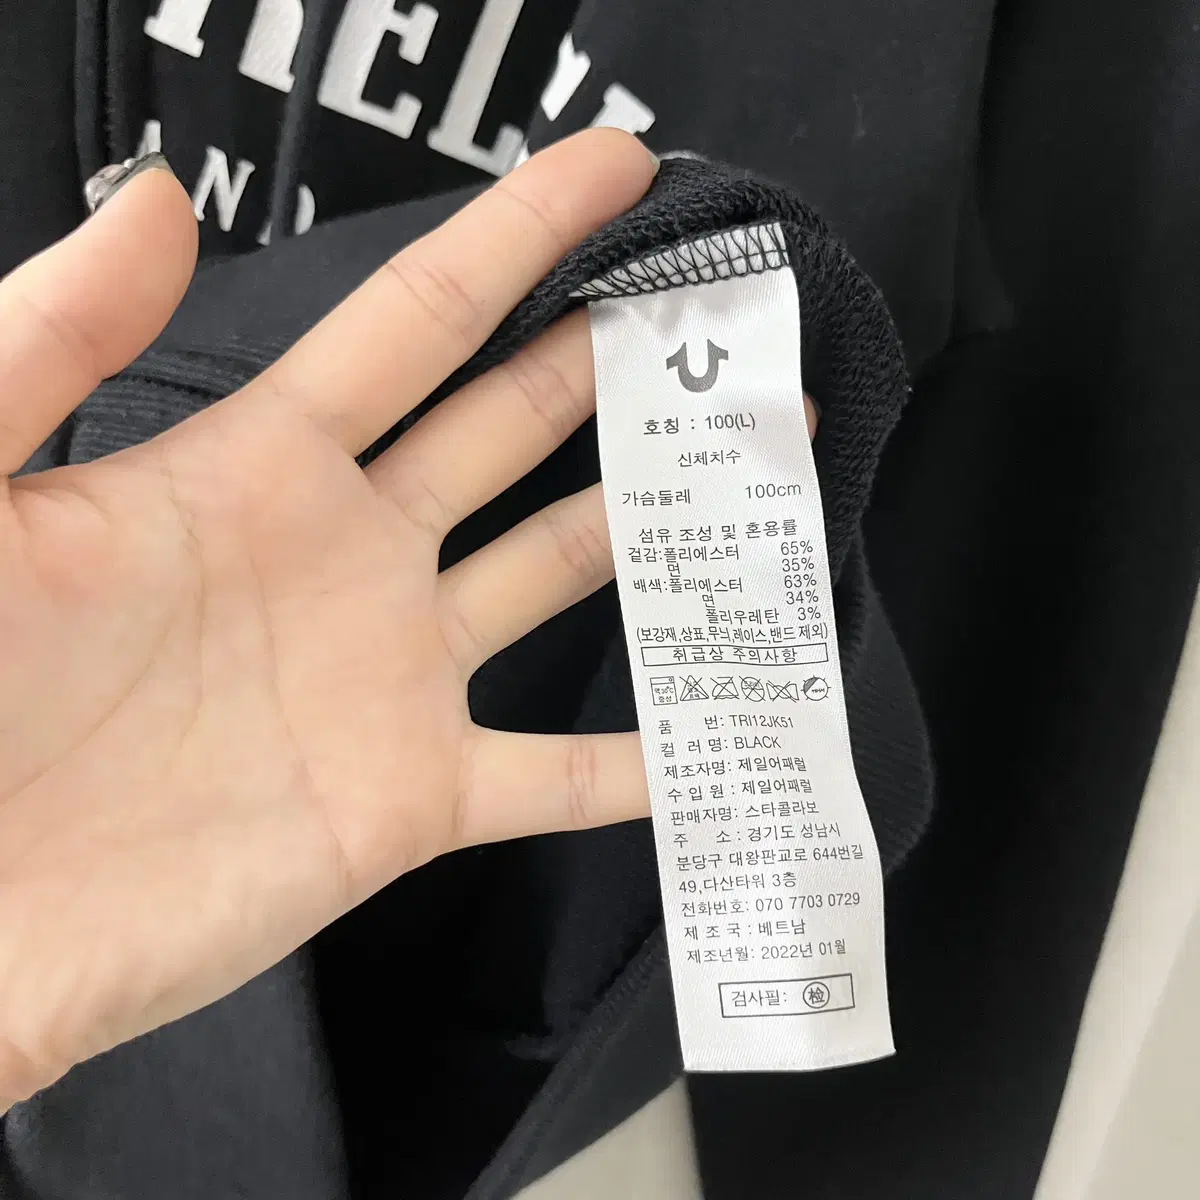 REL
AND
호칭 : 100(L)
신체치수
가슴둘레 100cm
섬유 조성 및 혼용률
겉감:폴리에스터 65%
면 35%
배색:폴리에스터 63%
면 34%
폴리우레탄 3%
(보강재,상표,무늬,레이스,밴드 제외)
취급상 주의사항
약30℃
중성
품 번: TRI12JK51
컬 러 명: BLACK
제조자명: 제일어패럴
수 입 원 : 제일어패럴
판매자명: 스타콜라보
주 소 : 경기도 성남시
분당구 대왕판교로 644번길
49,다산타워 3층
전화번호: 070 7703 0729
제 조 국 : 베트남
제조년월: 2022년 01월
검사필: 检